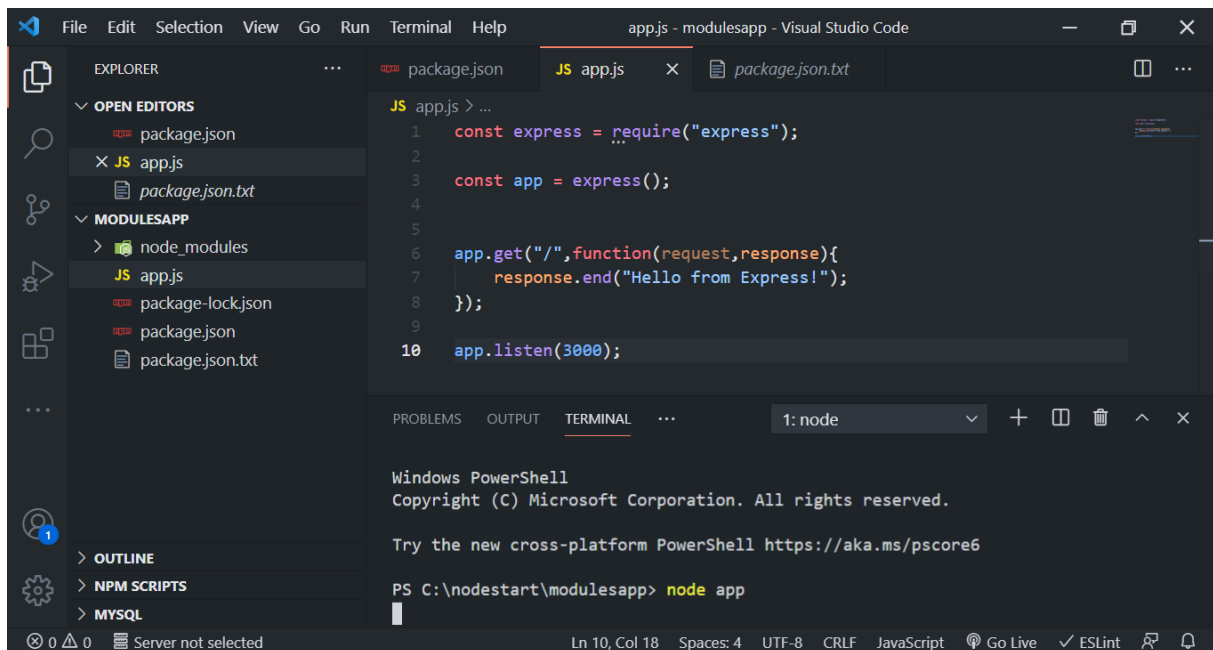 File Edit Selection View Go Run Terminal Help app.js - modulesapp - Visual Studio Code
EXPLORER
OPEN EDITORS
package.json
JS app.js
package.json.txt
MODULESAPP
node_modules
JS app.js
package-lock.json
package.json
package.json.txt
OUTLINE
NPM SCRIPTS
MYSQL
1
package.json JS app.js package.json.txt
JS app.js > ...
1 const express = require("express");
2
3 const app = express();
4
5
6 app.get("/",function(request,response){
7     response.end("Hello from Express!");
8 });
9
10 app.listen(3000);
PROBLEMS OUTPUT TERMINAL ... 1: node
Windows PowerShell
Copyright (C) Microsoft Corporation. All rights reserved.
Try the new cross-platform PowerShell https://aka.ms/pscore6
PS C:\nodestart\modulesapp> node app
0 0 Server not selected Ln 10, Col 18 Spaces: 4 UTF-8 CRLF JavaScript Go Live ESLint